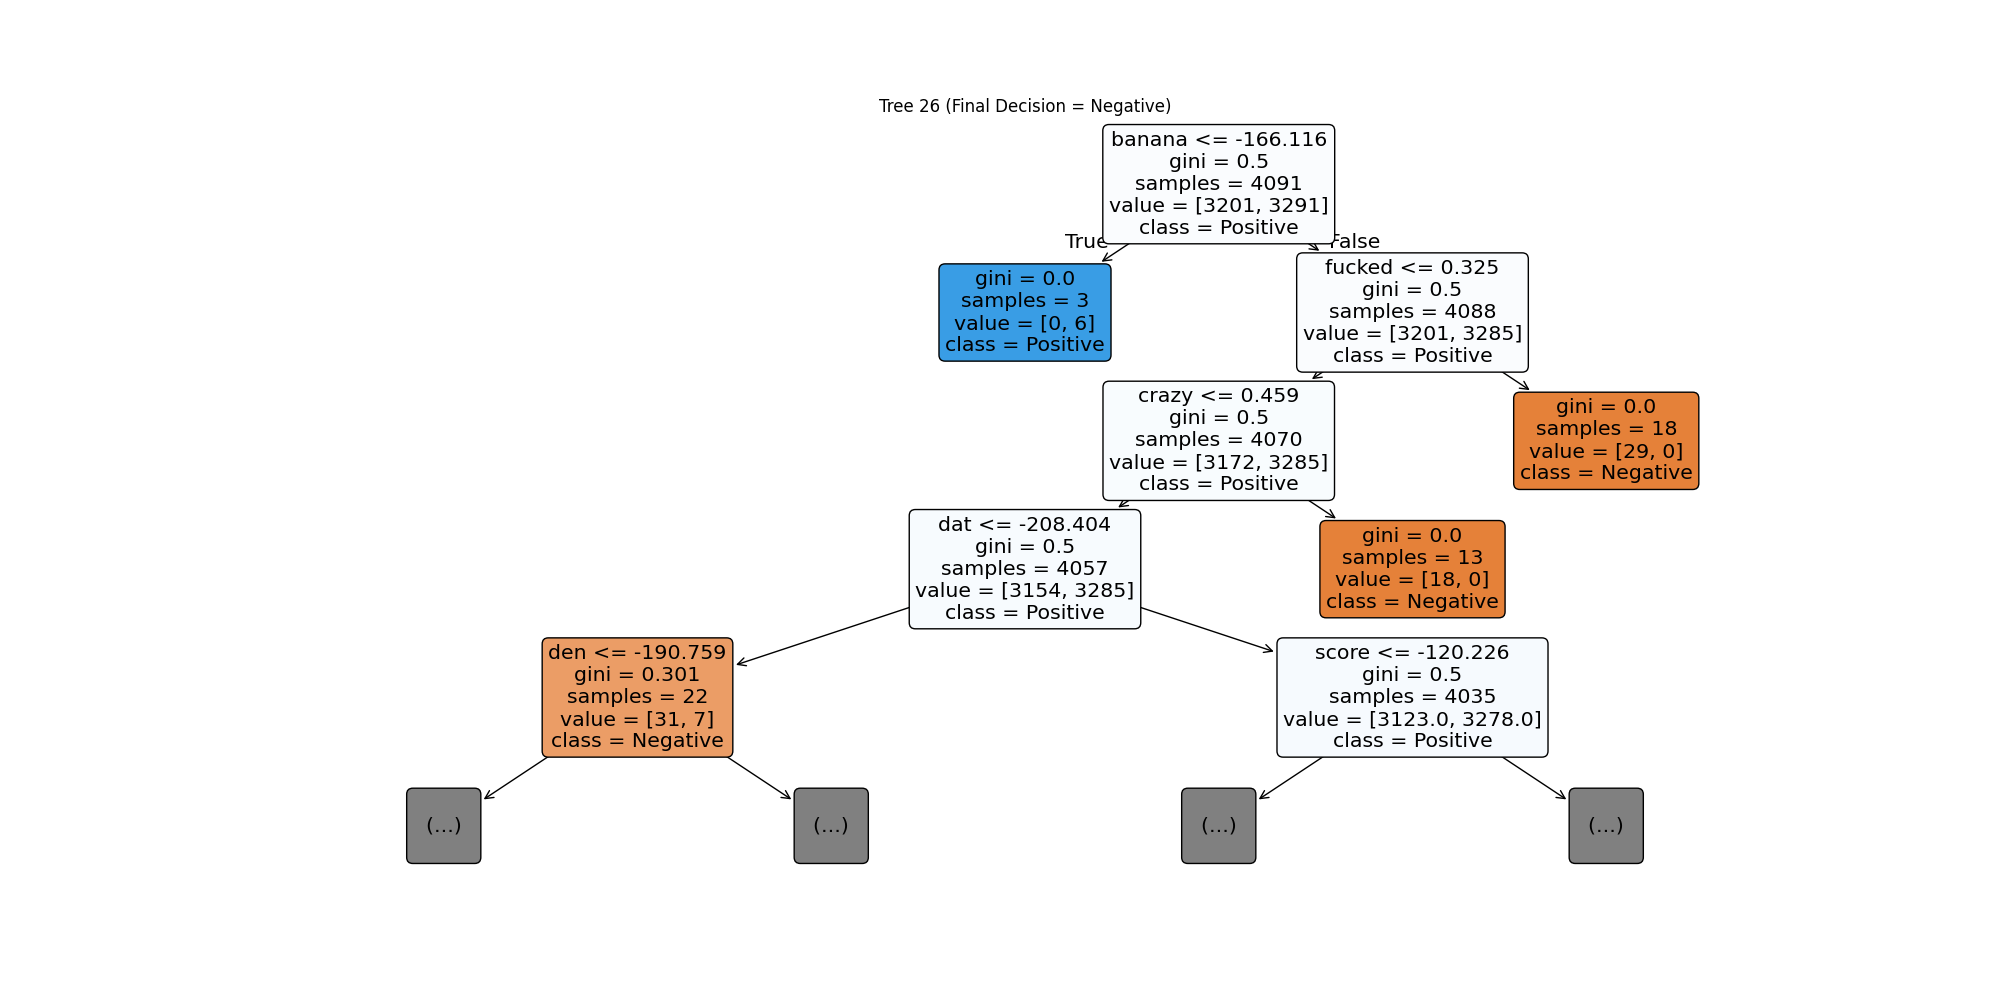 Tree 26 (Final Decision = Negative)
banana <= -166.116
gini = 0.5
samples = 4091
value = [3201, 3291]
class = Positive
True
False
gini = 0.0
samples = 3
value = [0, 6]
class = Positive
fucked <= 0.325
gini = 0.5
samples = 4088
value = [3201, 3285]
class = Positive
crazy <= 0.459
gini = 0.5
samples = 4070
value = [3172, 3285]
class = Positive
gini = 0.0
samples = 18
value = [29, 0]
class = Negative
dat <= -208.404
gini = 0.5
samples = 4057
value = [3154, 3285]
class = Positive
gini = 0.0
samples = 13
value = [18, 0]
class = Negative
den <= -190.759
gini = 0.301
samples = 22
value = [31, 7]
class = Negative
score <= -120.226
gini = 0.5
samples = 4035
value = [3123.0, 3278.0]
class = Positive
(...)
(...)
(...)
(...)